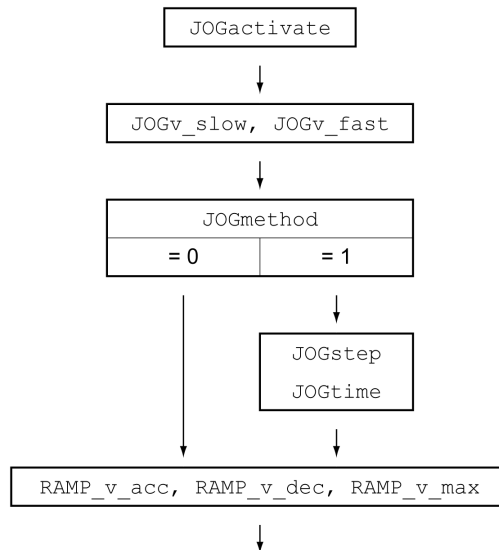 JOGactivate
JOGv_slow, JOGv_fast
JOGmethod
= 0 = 1
JOGstep
JOGtime
RAMP_v_acc, RAMP_v_dec, RAMP_v_max